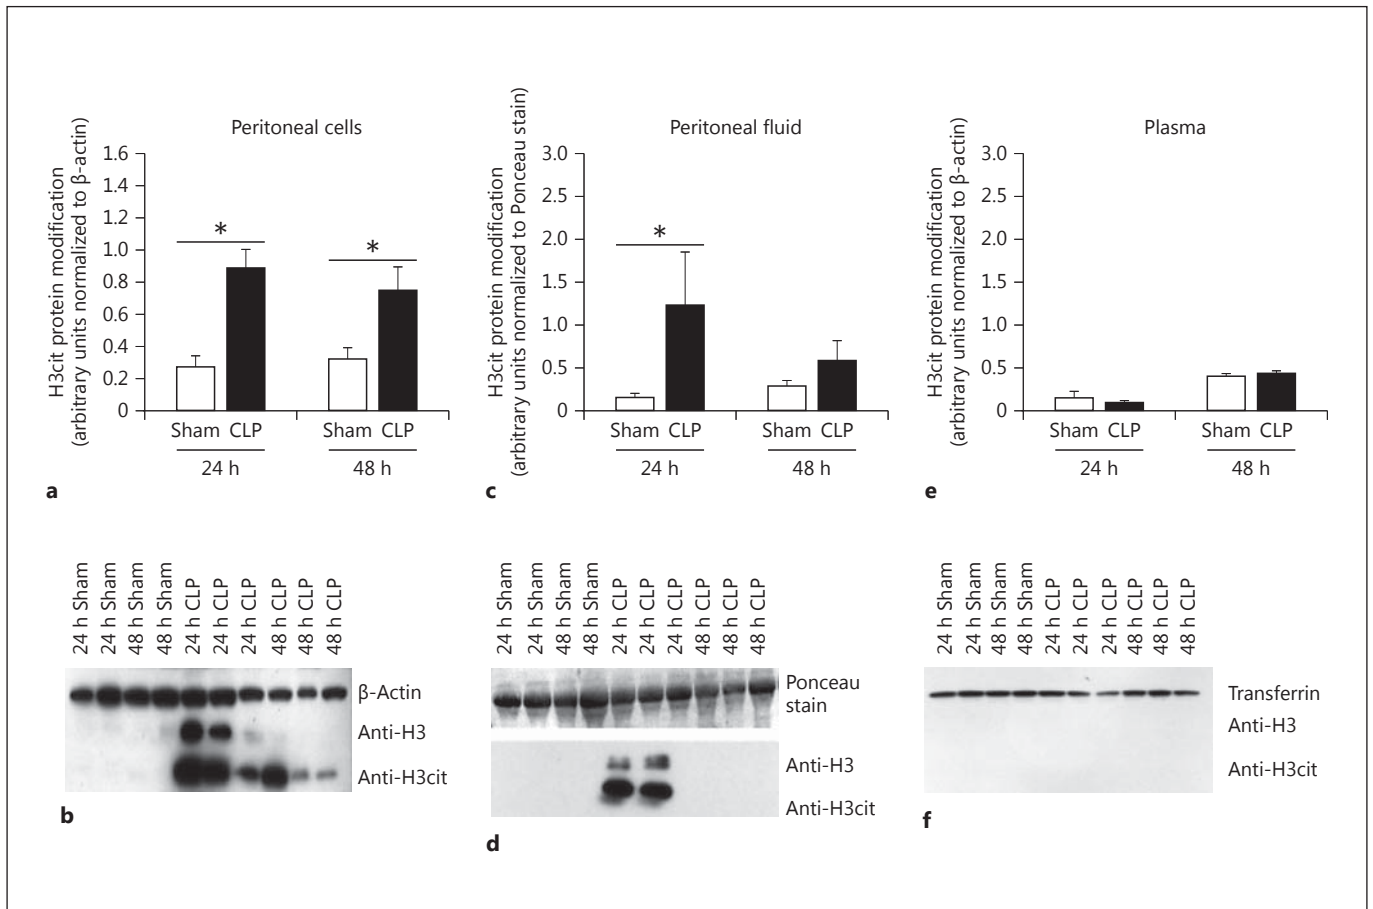 Peritoneal cells
H3cit protein modification
(arbitrary units normalized to β-actin)
1.6
1.4
1.2
1.0
0.8
0.6
0.4
0.2
0
*
*
Sham CLP
Sham CLP
24 h
48 h
a
Peritoneal fluid
H3cit protein modification
(arbitrary units normalized to Ponceau stain)
3.0
2.5
2.0
1.5
1.0
0.5
0
*
Sham CLP
Sham CLP
24 h
48 h
c
Plasma
H3cit protein modification
(arbitrary units normalized to β-actin)
3.0
2.5
2.0
1.5
1.0
0.5
0
Sham CLP
Sham CLP
24 h
48 h
e
24 h Sham
24 h Sham
48 h Sham
48 h Sham
24 h CLP
24 h CLP
24 h CLP
48 h CLP
48 h CLP
48 h CLP
β-Actin
Anti-H3
Anti-H3cit
b
24 h Sham
24 h Sham
48 h Sham
48 h Sham
24 h CLP
24 h CLP
24 h CLP
48 h CLP
48 h CLP
48 h CLP
Ponceau
stain
Anti-H3
Anti-H3cit
d
24 h Sham
24 h Sham
48 h Sham
48 h Sham
24 h CLP
24 h CLP
24 h CLP
48 h CLP
48 h CLP
48 h CLP
Transferrin
Anti-H3
Anti-H3cit
f